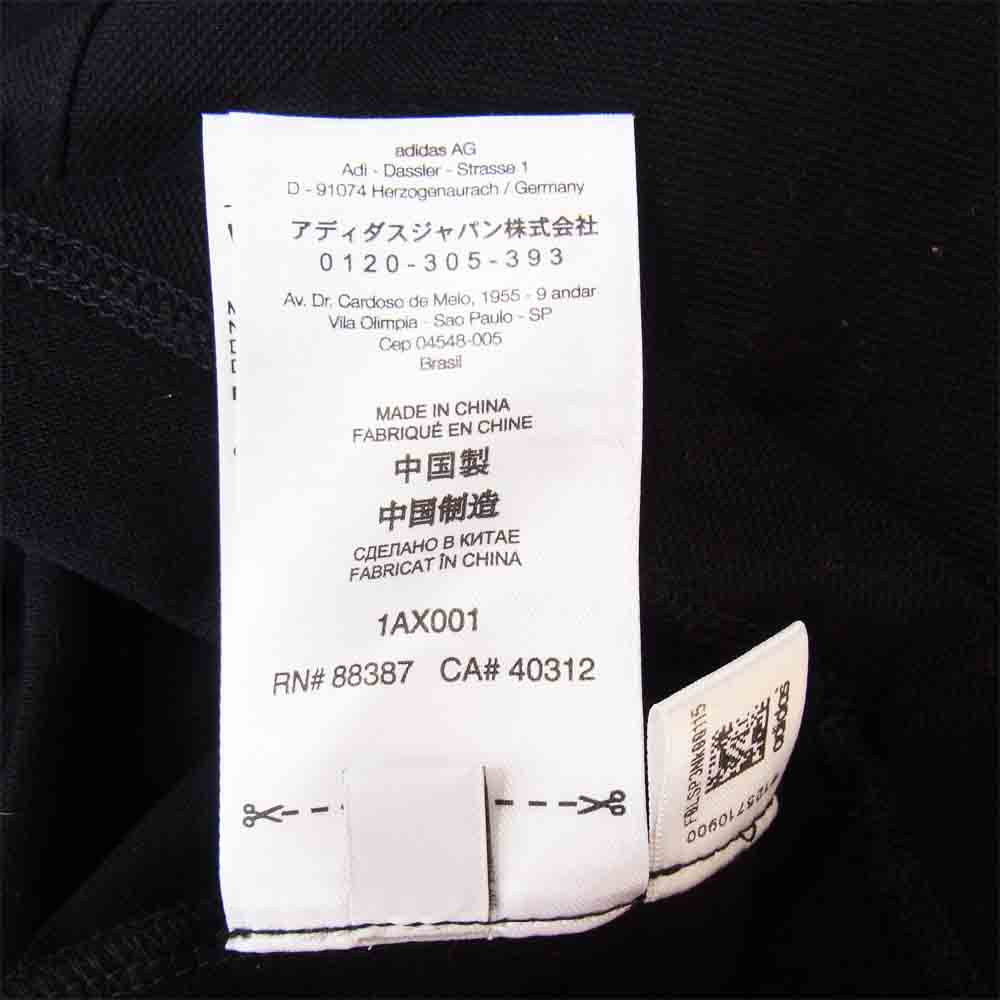 adidas AG
Adi - Dassler - Strasse 1
D - 91074 Herzogenaurach / Germany
アディダスジャパン株式会社
0120-305-393
Av. Dr. Cardoso de Melo, 1955 - 9 andar
Vila Olimpia - Sao Paulo - SP
Cep 04548-005
Brasil
MADE IN CHINA
FABRIQUÉ EN CHINE
中国製
中国制造
СДЕЛАНО В КИТАЕ
FABRICAT ÎN CHINA
1AX001
RN# 88387 CA# 40312
adidas